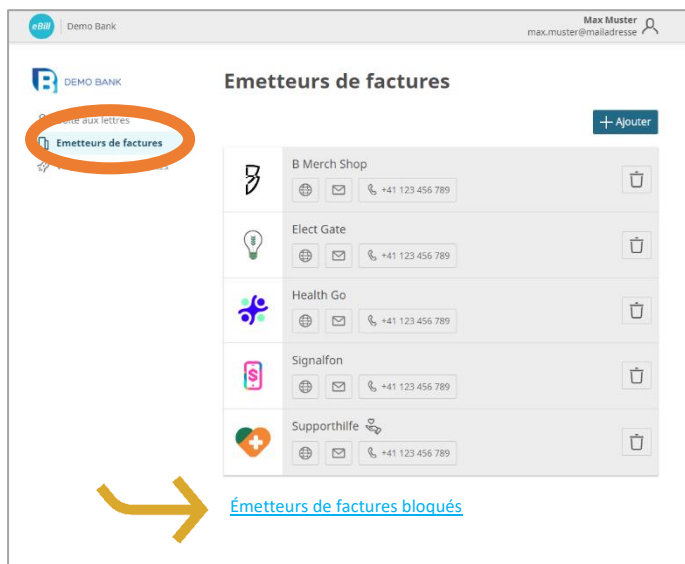 eBill
Demo Bank
Max Muster
max.muster@mailadresse
DEMO BANK
Emetteurs de factures
aux lettres
Emetteurs de factures
+ Ajouter
B Merch Shop
+41 123 456 789
Elect Gate
+41 123 456 789
Health Go
+41 123 456 789
Signalfon
+41 123 456 789
Supporthilfe
+41 123 456 789
Émetteurs de factures bloqués